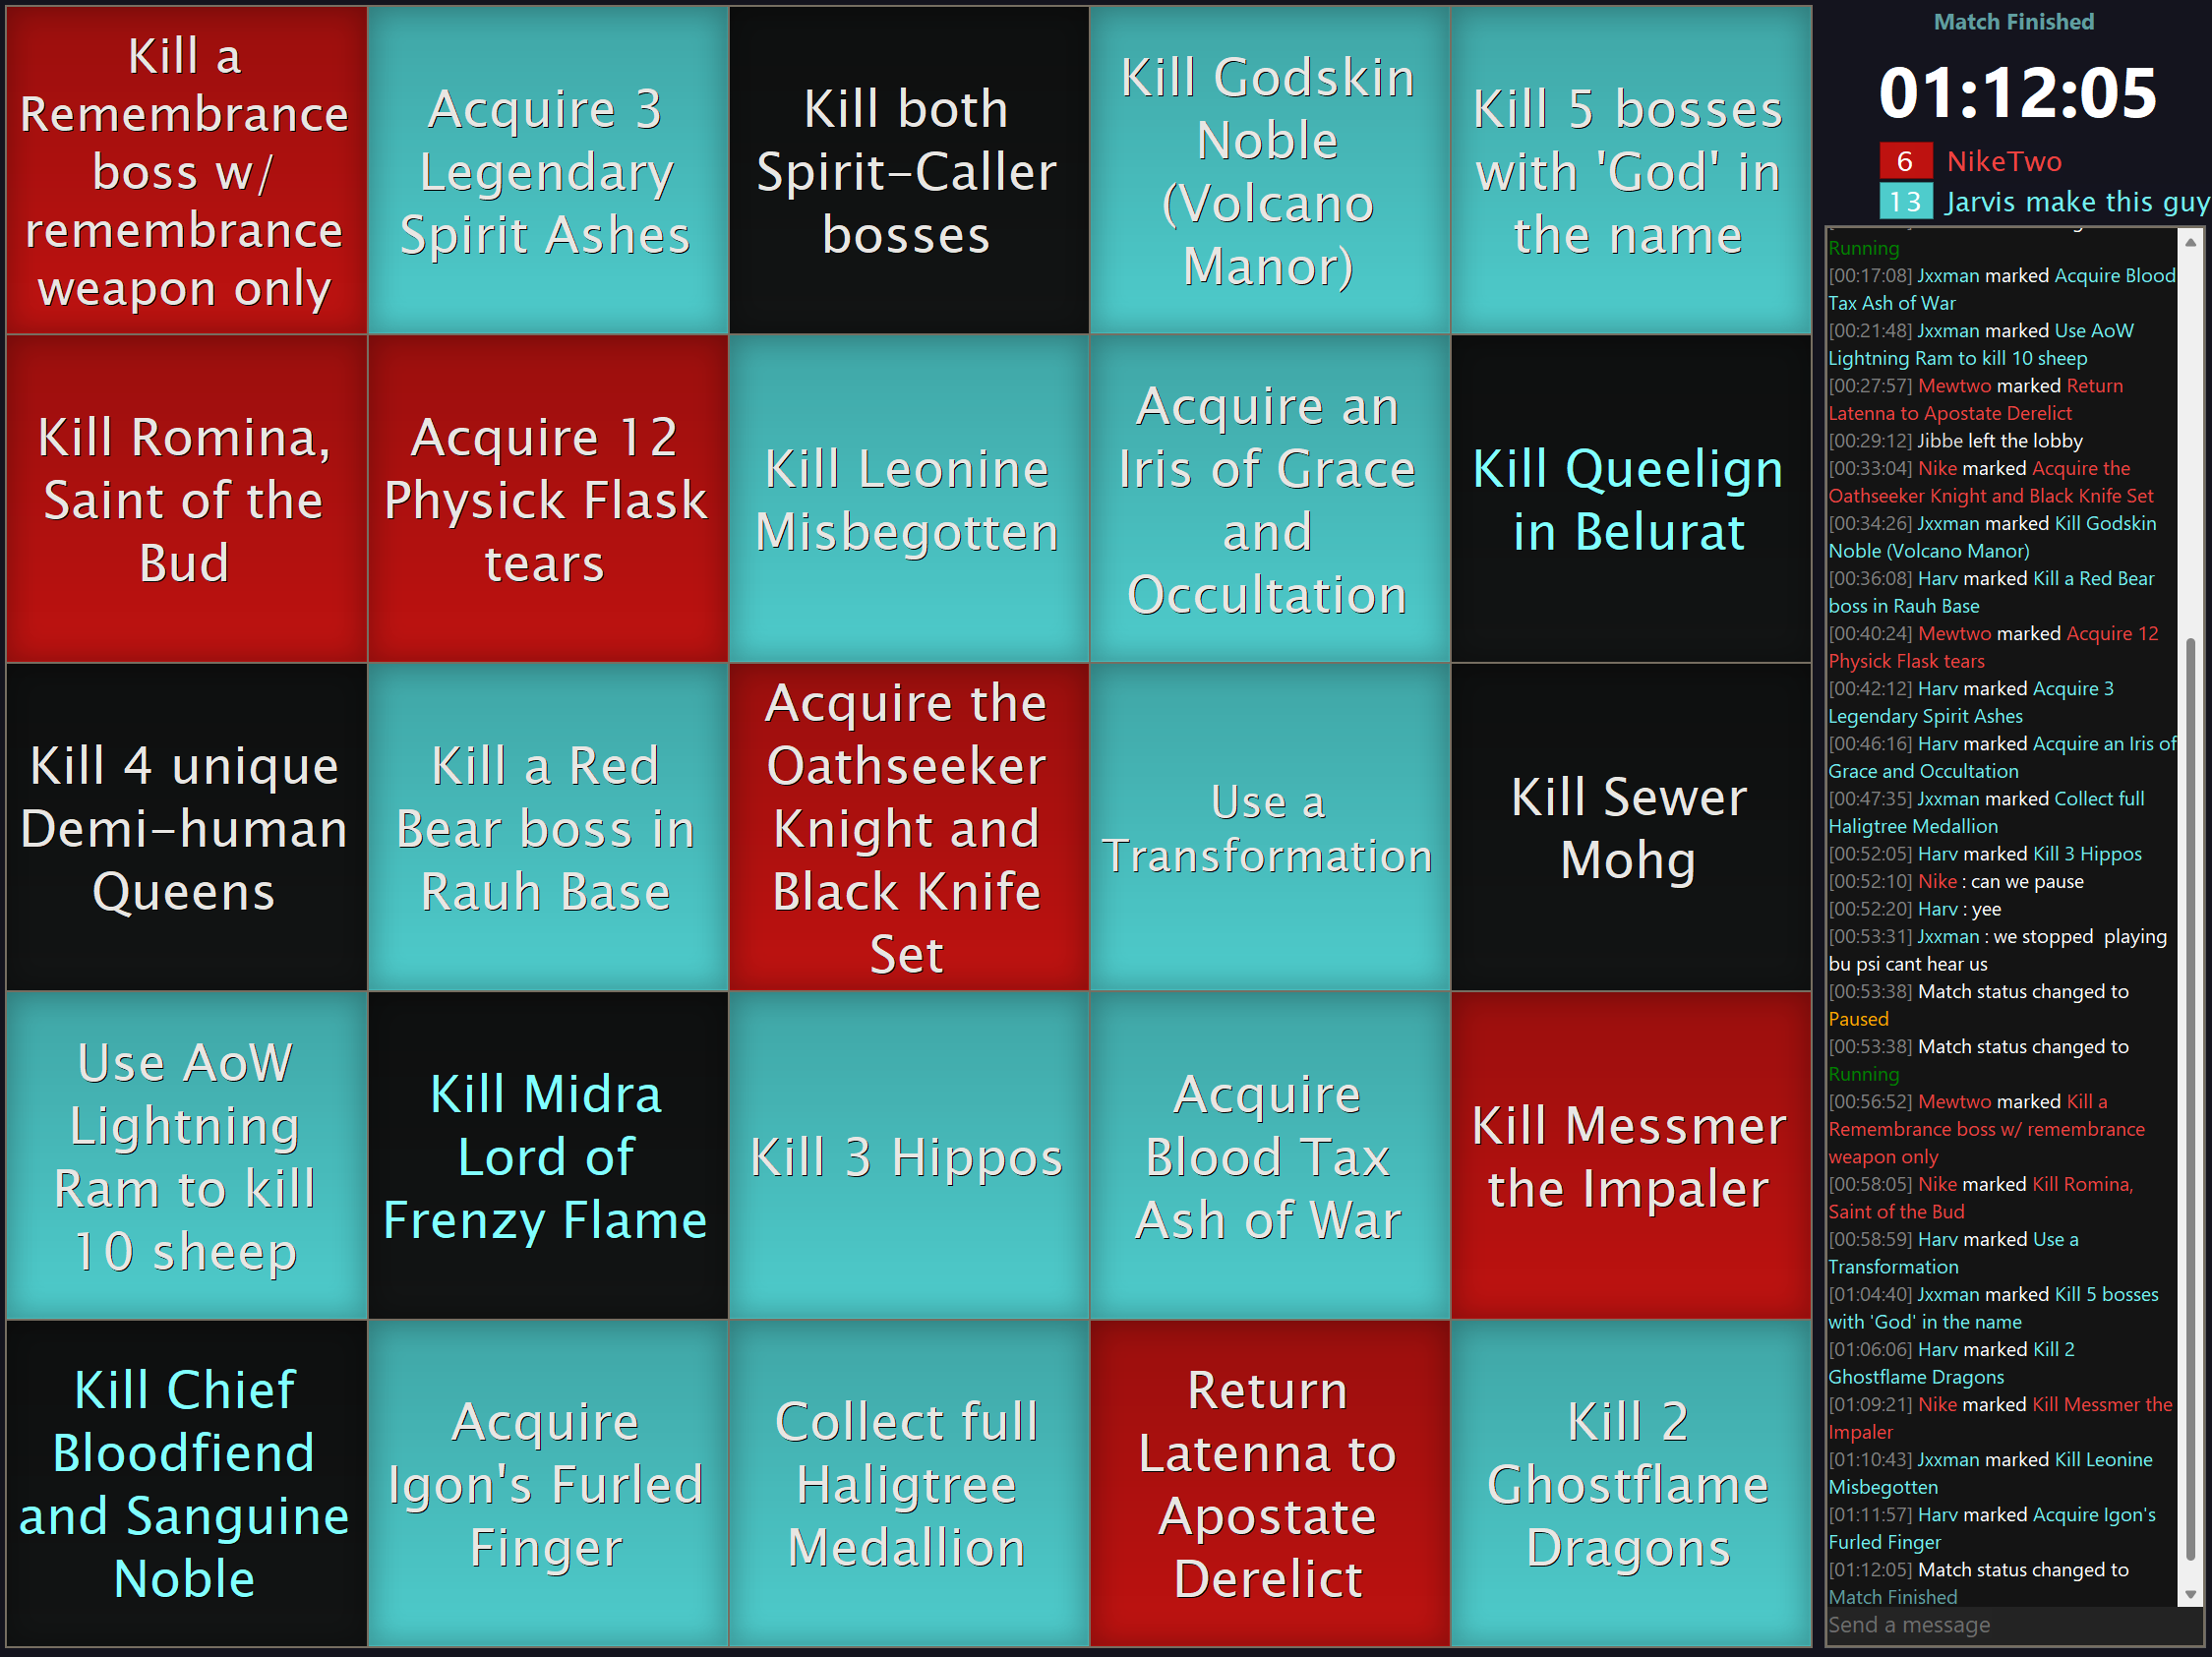 Kill a
Remembrance
boss w/
remembrance
weapon only
Acquire 3
Legendary
Spirit Ashes
Kill both
Spirit-Caller
bosses
Kill Godskin
Noble
(Volcano
Manor)
Kill 5 bosses
with 'God' in
the name
Kill Romina,
Saint of the
Bud
Acquire 12
Physick Flask
tears
Kill Leonine
Misbegotten
Acquire an
Iris of Grace
and
Occultation
Kill Queelign
in Belurat
Kill 4 unique
Demi-human
Queens
Kill a Red
Bear boss in
Rauh Base
Acquire the
Oathseeker
Knight and
Black Knife
Set
Use a
Transformation
Kill Sewer
Mohg
Use AoW
Lightning
Ram to kill
10 sheep
Kill Midra
Lord of
Frenzy Flame
Kill 3 Hippos
Acquire
Blood Tax
Ash of War
Kill Messmer
the Impaler
Kill Chief
Bloodfiend
and Sanguine
Noble
Acquire
Igon's Furled
Finger
Collect full
Haligtree
Medallion
Return
Latenna to
Apostate
Derelict
Kill 2
Ghostflame
Dragons
Match Finished
01:12:05
6 NikeTwo
13 Jarvis make this guy
Running
[00:17:08] Jxxman marked Acquire Blood
Tax Ash of War
[00:21:48] Jxxman marked Use AoW
Lightning Ram to kill 10 sheep
[00:27:57] Mewtwo marked Return
Latenna to Apostate Derelict
[00:29:12] Jibbe left the lobby
[00:33:04] Nike marked Acquire the
Oathseeker Knight and Black Knife Set
[00:34:26] Jxxman marked Kill Godskin
Noble (Volcano Manor)
[00:36:08] Harv marked Kill a Red Bear
boss in Rauh Base
[00:40:24] Mewtwo marked Acquire 12
Physick Flask tears
[00:42:12] Harv marked Acquire 3
Legendary Spirit Ashes
[00:46:16] Harv marked Acquire an Iris of
Grace and Occultation
[00:47:35] Jxxman marked Collect full
Haligtree Medallion
[00:52:05] Harv marked Kill 3 Hippos
[00:52:10] Nike : can we pause
[00:52:20] Harv : yee
[00:53:31] Jxxman : we stopped  playing
bu psi cant hear us
[00:53:38] Match status changed to
Paused
[00:53:38] Match status changed to
Running
[00:56:52] Mewtwo marked Kill a
Remembrance boss w/ remembrance
weapon only
[00:58:05] Nike marked Kill Romina,
Saint of the Bud
[00:58:59] Harv marked Use a
Transformation
[01:04:40] Jxxman marked Kill 5 bosses
with 'God' in the name
[01:06:06] Harv marked Kill 2
Ghostflame Dragons
[01:09:21] Nike marked Kill Messmer the
Impaler
[01:10:43] Jxxman marked Kill Leonine
Misbegotten
[01:11:57] Harv marked Acquire Igon's
Furled Finger
[01:12:05] Match status changed to
Match Finished
Send a message